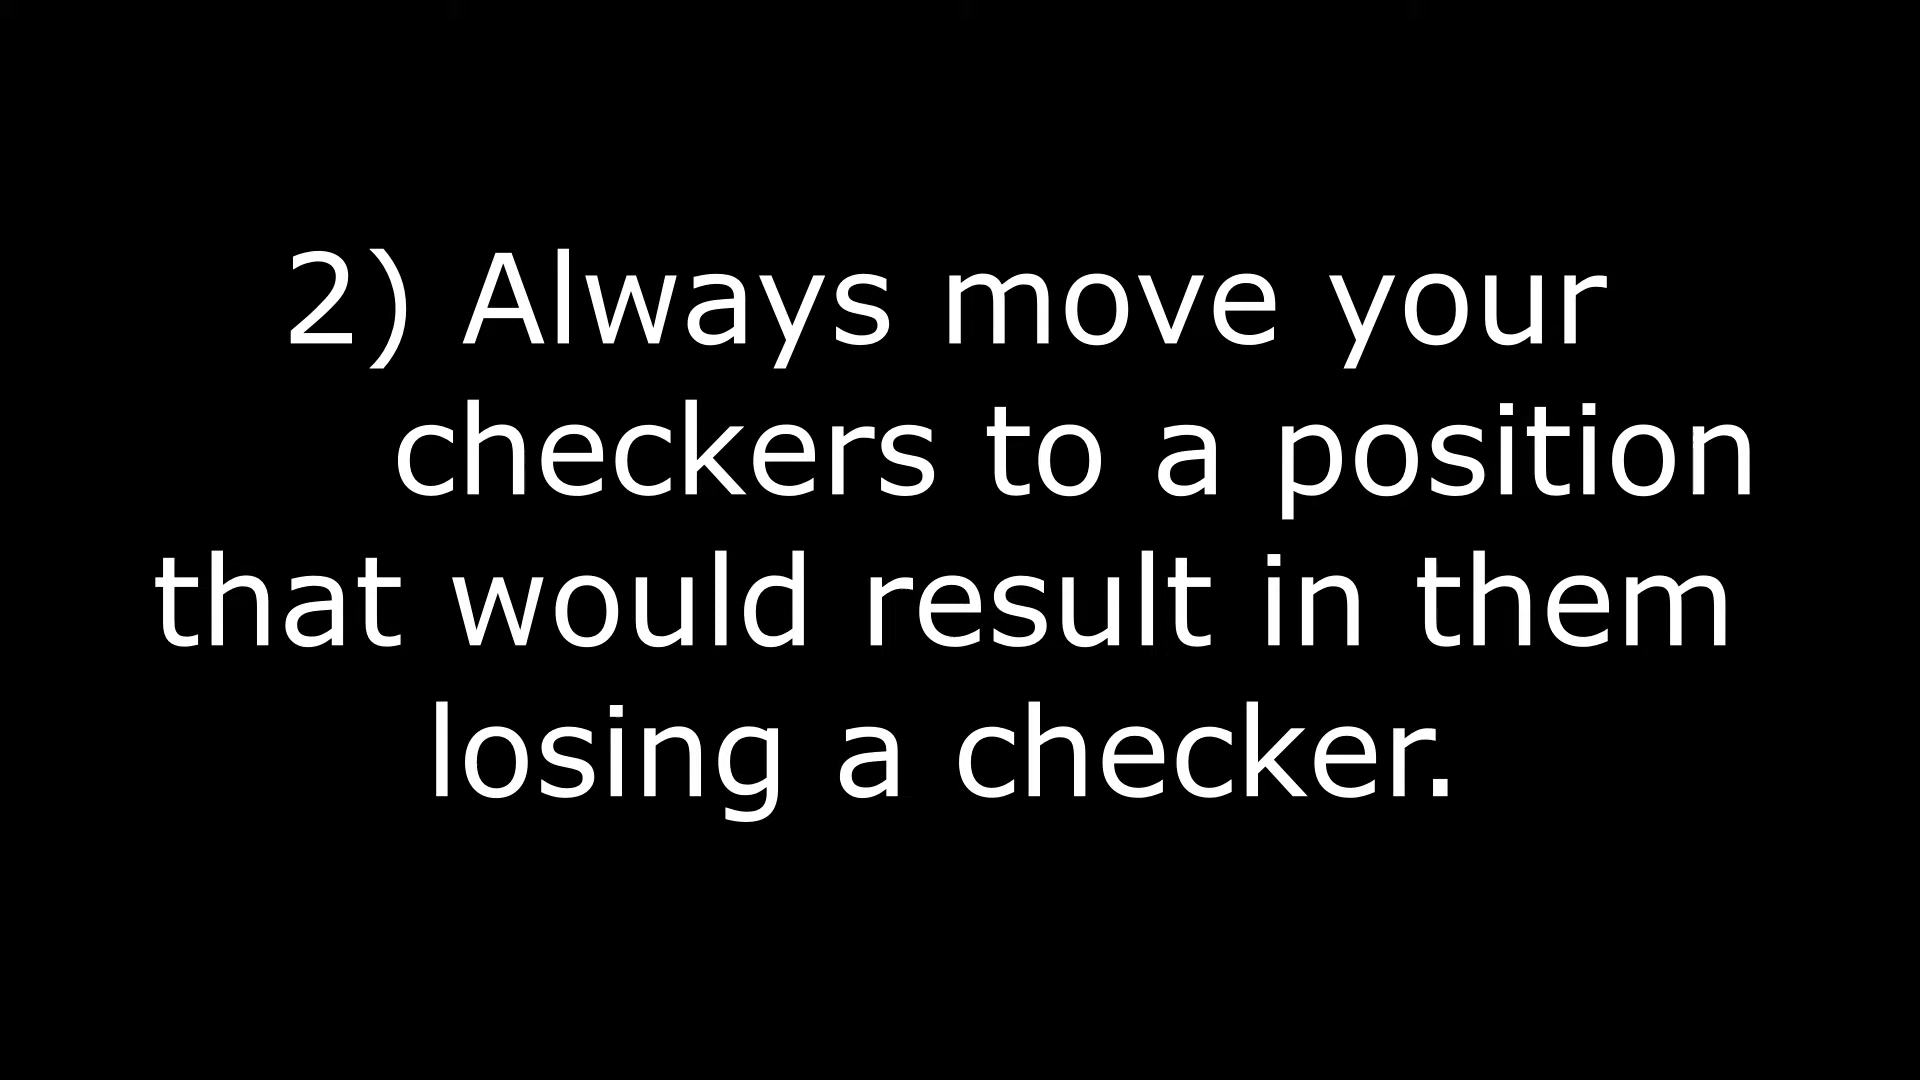 2) Always move your
checkers to a position
that would result in them
losing a checker.